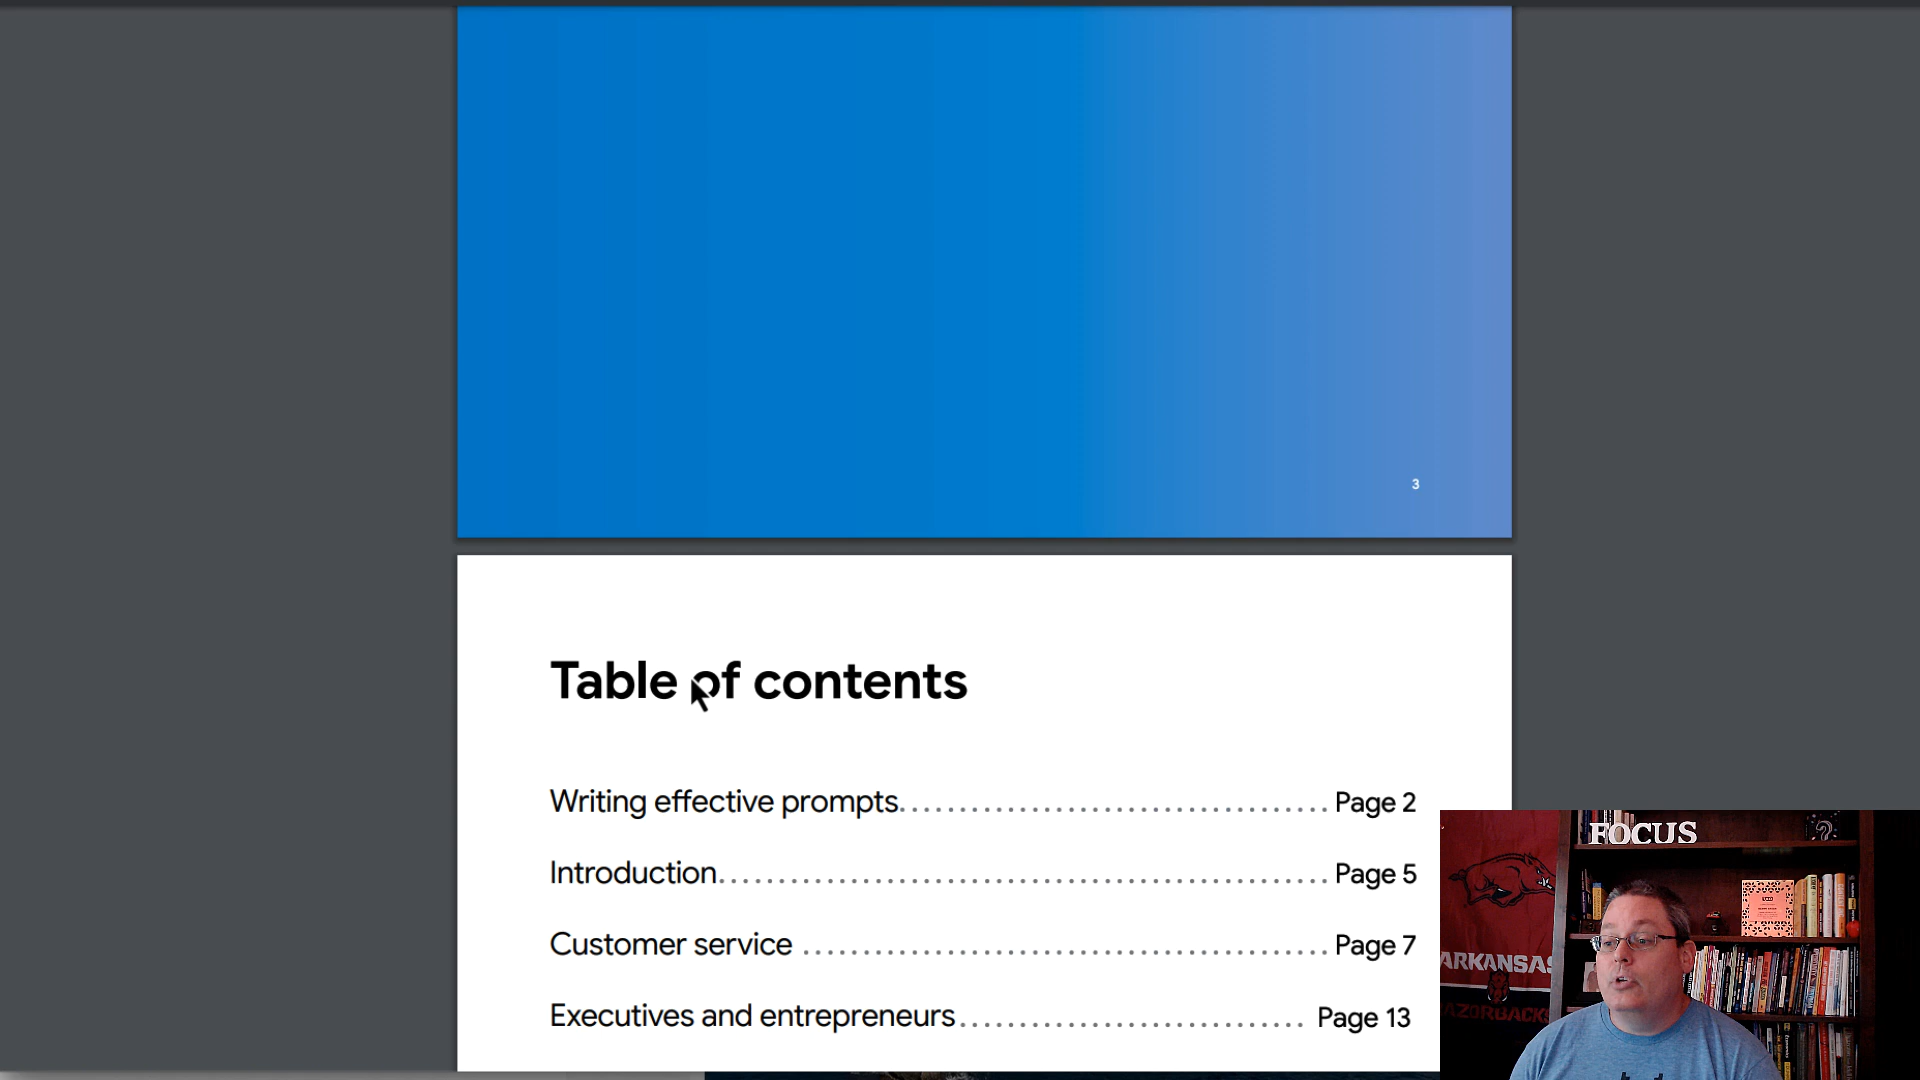 3
Table of contents
Writing effective prompts.......................................Page 2
Introduction.......................................................Page 5
Customer service ...............................................Page 7
Executives and entrepreneurs................................ Page 13
FOCUS
?
ARKANSAS
RAZORBACKS